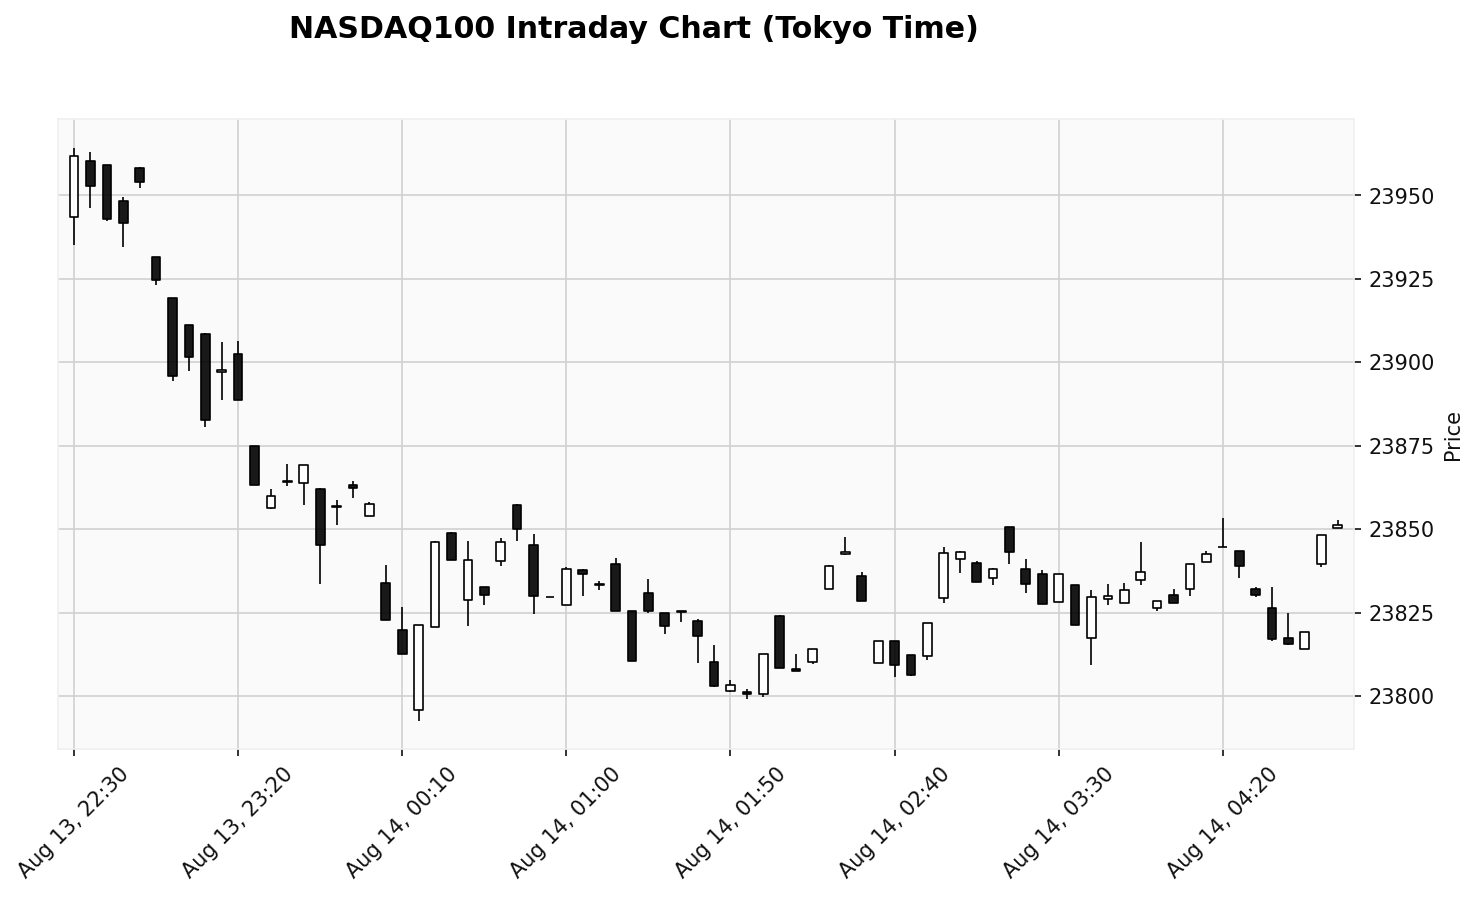 NASDAQ100 Intraday Chart (Tokyo Time)
23950
23925
23900
23875
23850
23825
23800
Price
Aug 13, 22:30
Aug 13, 23:20
Aug 14, 00:10
Aug 14, 01:00
Aug 14, 01:50
Aug 14, 02:40
Aug 14, 03:30
Aug 14, 04:20